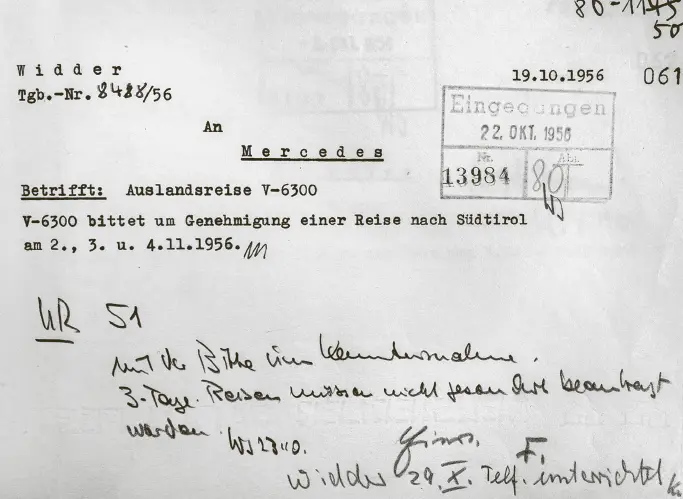 80-1145
50
Widder
19.10.1956
061
Tgb.-Nr. 8488/56
Eingegangen
22. OKT. 1956
Nr.
Abt.
13984
80
An
Mercedes
Betrifft: Auslandsreise V-6300
V-6300 bittet um Genehmigung einer Reise nach Südtirol
am 2., 3. u. 4.11.1956.
51
mit der Bitte um Kenntnisnahme.
3-Tage-Reisen müssen nicht gesondert beantragt
werden.
Widder 29. X. Telf. unterrichtet